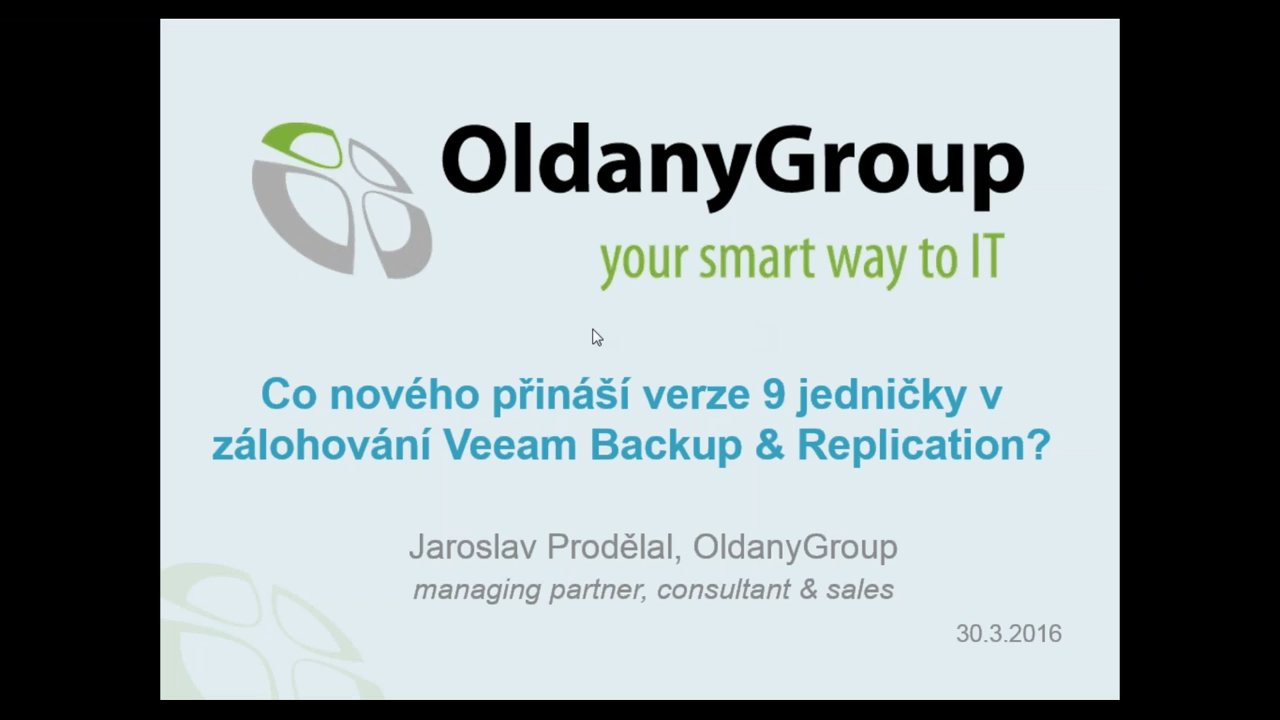 OldanyGroup
your smart way to IT
Co nového přináší verze 9 jedničky v
zálohování Veeam Backup & Replication?
Jaroslav Prodělal, OldanyGroup
managing partner, consultant & sales
30.3.2016